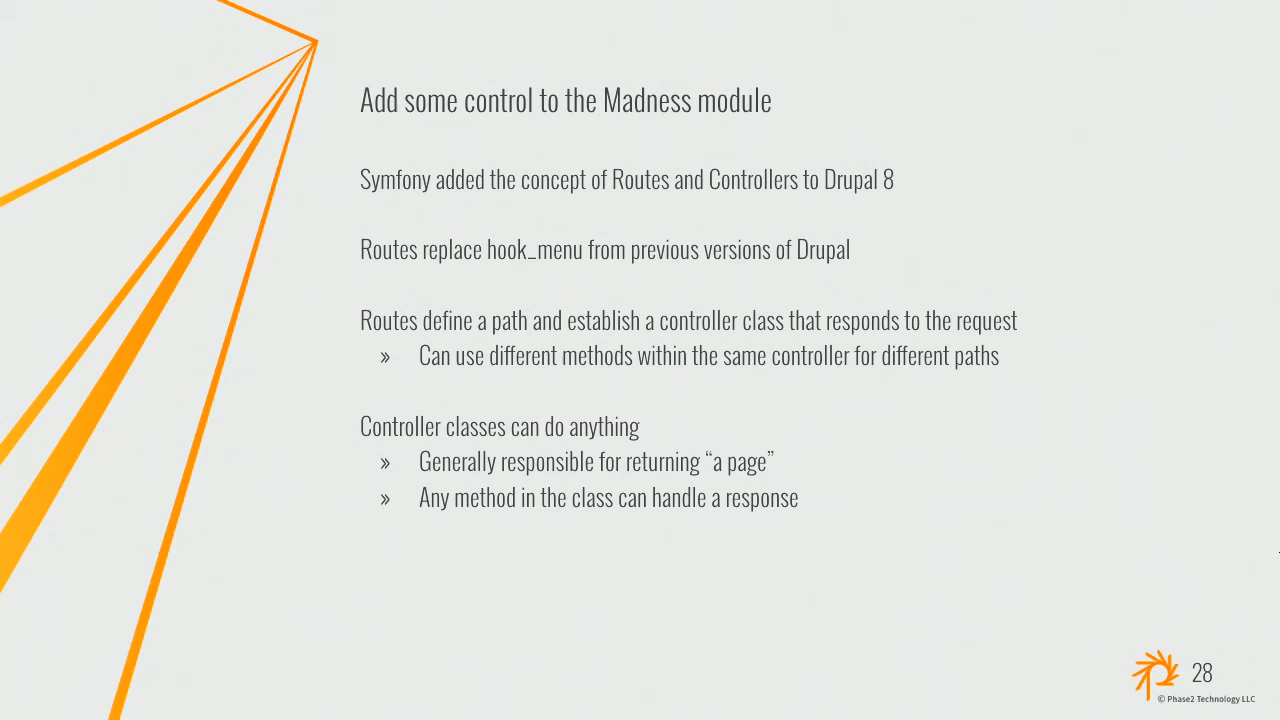 Add some control to the Madness module
Symfony added the concept of Routes and Controllers to Drupal 8
Routes replace hook_menu from previous versions of Drupal
Routes define a path and establish a controller class that responds to the request
» Can use different methods within the same controller for different paths
Controller classes can do anything
» Generally responsible for returning “a page”
» Any method in the class can handle a response
28
© Phase2 Technology LLC